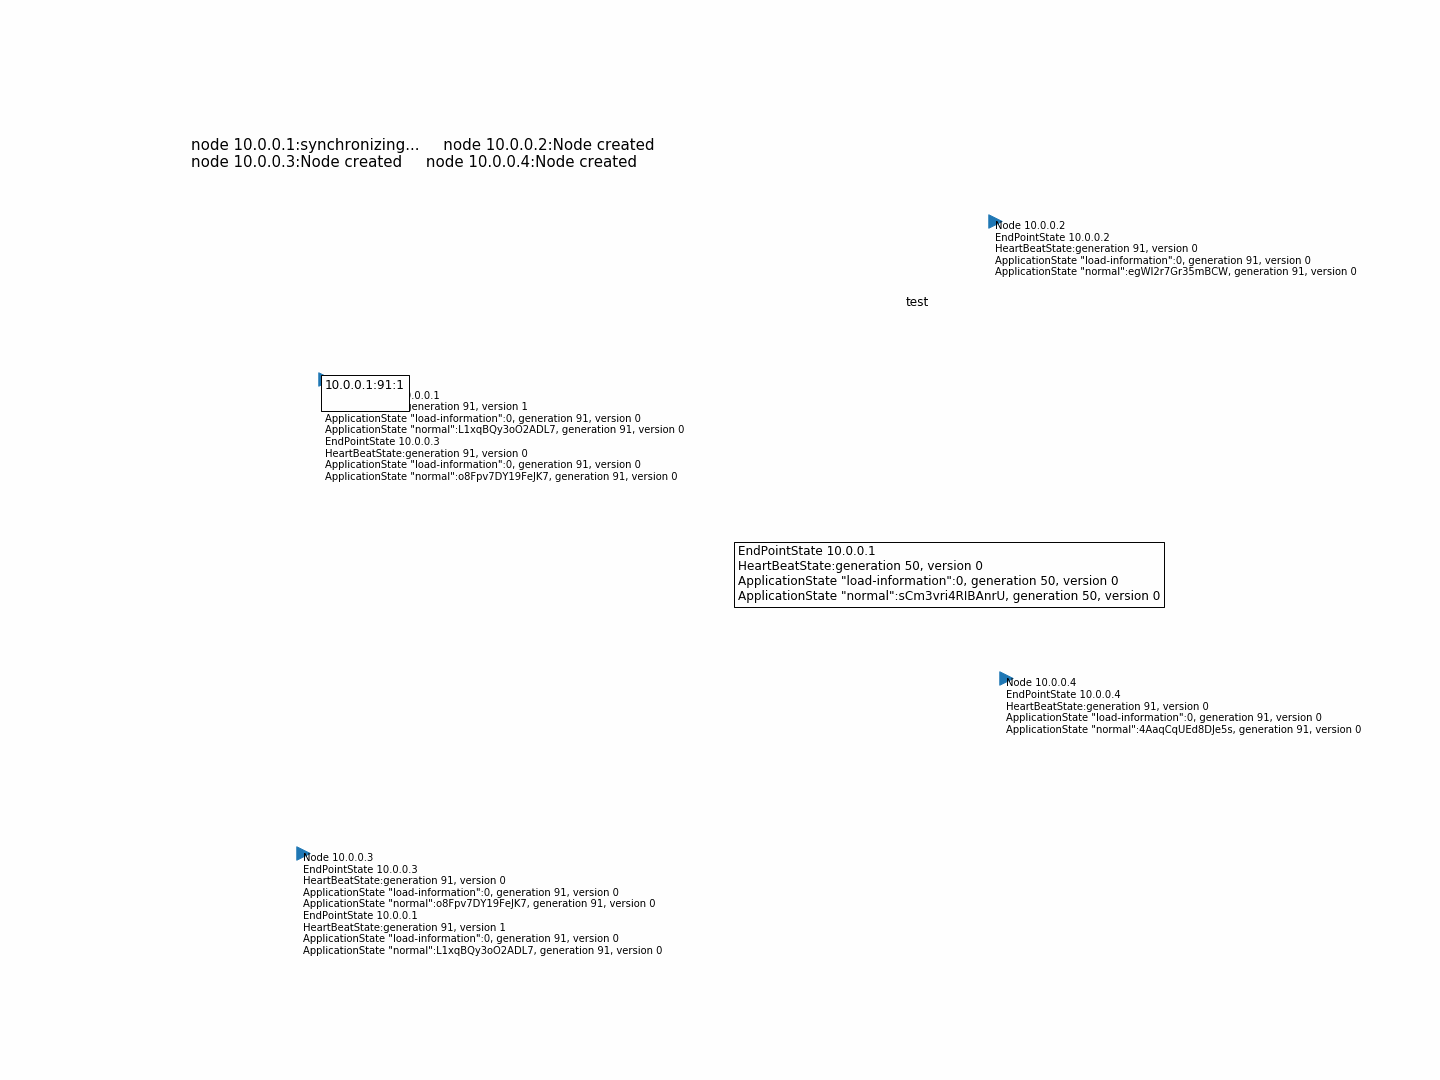 node 10.0.0.1:synchronizing... node 10.0.0.2:Node created
node 10.0.0.3:Node created node 10.0.0.4:Node created
Node 10.0.0.2
EndPointState 10.0.0.2
HeartBeatState:generation 91, version 0
ApplicationState "load-information":0, generation 91, version 0
ApplicationState "normal":egWI2r7Gr35mBCW, generation 91, version 0
test
10.0.0.1:91:1
.0.0.1
generation 91, version 1
ApplicationState "load-information":0, generation 91, version 0
ApplicationState "normal":L1xqBQy3oO2ADL7, generation 91, version 0
EndPointState 10.0.0.3
HeartBeatState:generation 91, version 0
ApplicationState "load-information":0, generation 91, version 0
ApplicationState "normal":o8Fpv7DY19FeJK7, generation 91, version 0
EndPointState 10.0.0.1
HeartBeatState:generation 50, version 0
ApplicationState "load-information":0, generation 50, version 0
ApplicationState "normal":sCm3vri4RIBAnrU, generation 50, version 0
Node 10.0.0.4
EndPointState 10.0.0.4
HeartBeatState:generation 91, version 0
ApplicationState "load-information":0, generation 91, version 0
ApplicationState "normal":4AaqCqUEd8DJe5s, generation 91, version 0
Node 10.0.0.3
EndPointState 10.0.0.3
HeartBeatState:generation 91, version 0
ApplicationState "load-information":0, generation 91, version 0
ApplicationState "normal":o8Fpv7DY19FeJK7, generation 91, version 0
EndPointState 10.0.0.1
HeartBeatState:generation 91, version 1
ApplicationState "load-information":0, generation 91, version 0
ApplicationState "normal":L1xqBQy3oO2ADL7, generation 91, version 0